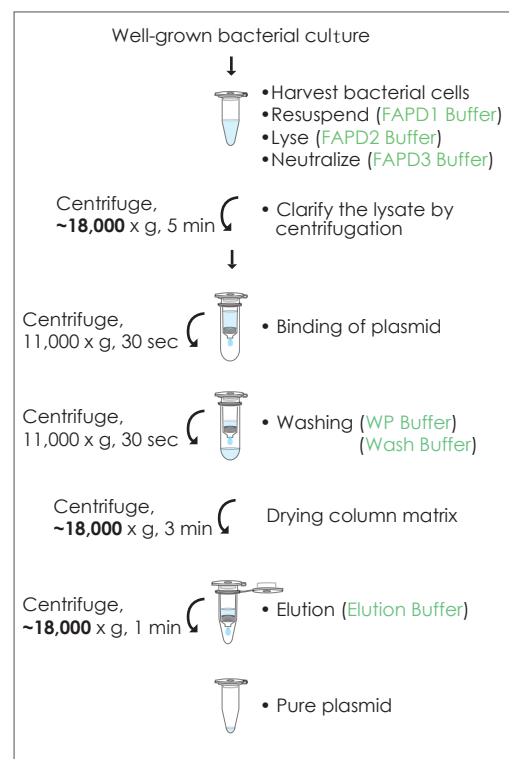 Well-grown bacterial culture
•Harvest bacterial cells
•Resuspend (FAPD1 Buffer)
•Lyse (FAPD2 Buffer)
•Neutralize (FAPD3 Buffer)
Centrifuge,
~18,000 x g, 5 min
• Clarify the lysate by
centrifugation
Centrifuge,
11,000 x g, 30 sec
• Binding of plasmid
Centrifuge,
11,000 x g, 30 sec
• Washing (WP Buffer)
(Wash Buffer)
Centrifuge,
~18,000 x g, 3 min
Drying column matrix
Centrifuge,
~18,000 x g, 1 min
• Elution (Elution Buffer)
• Pure plasmid